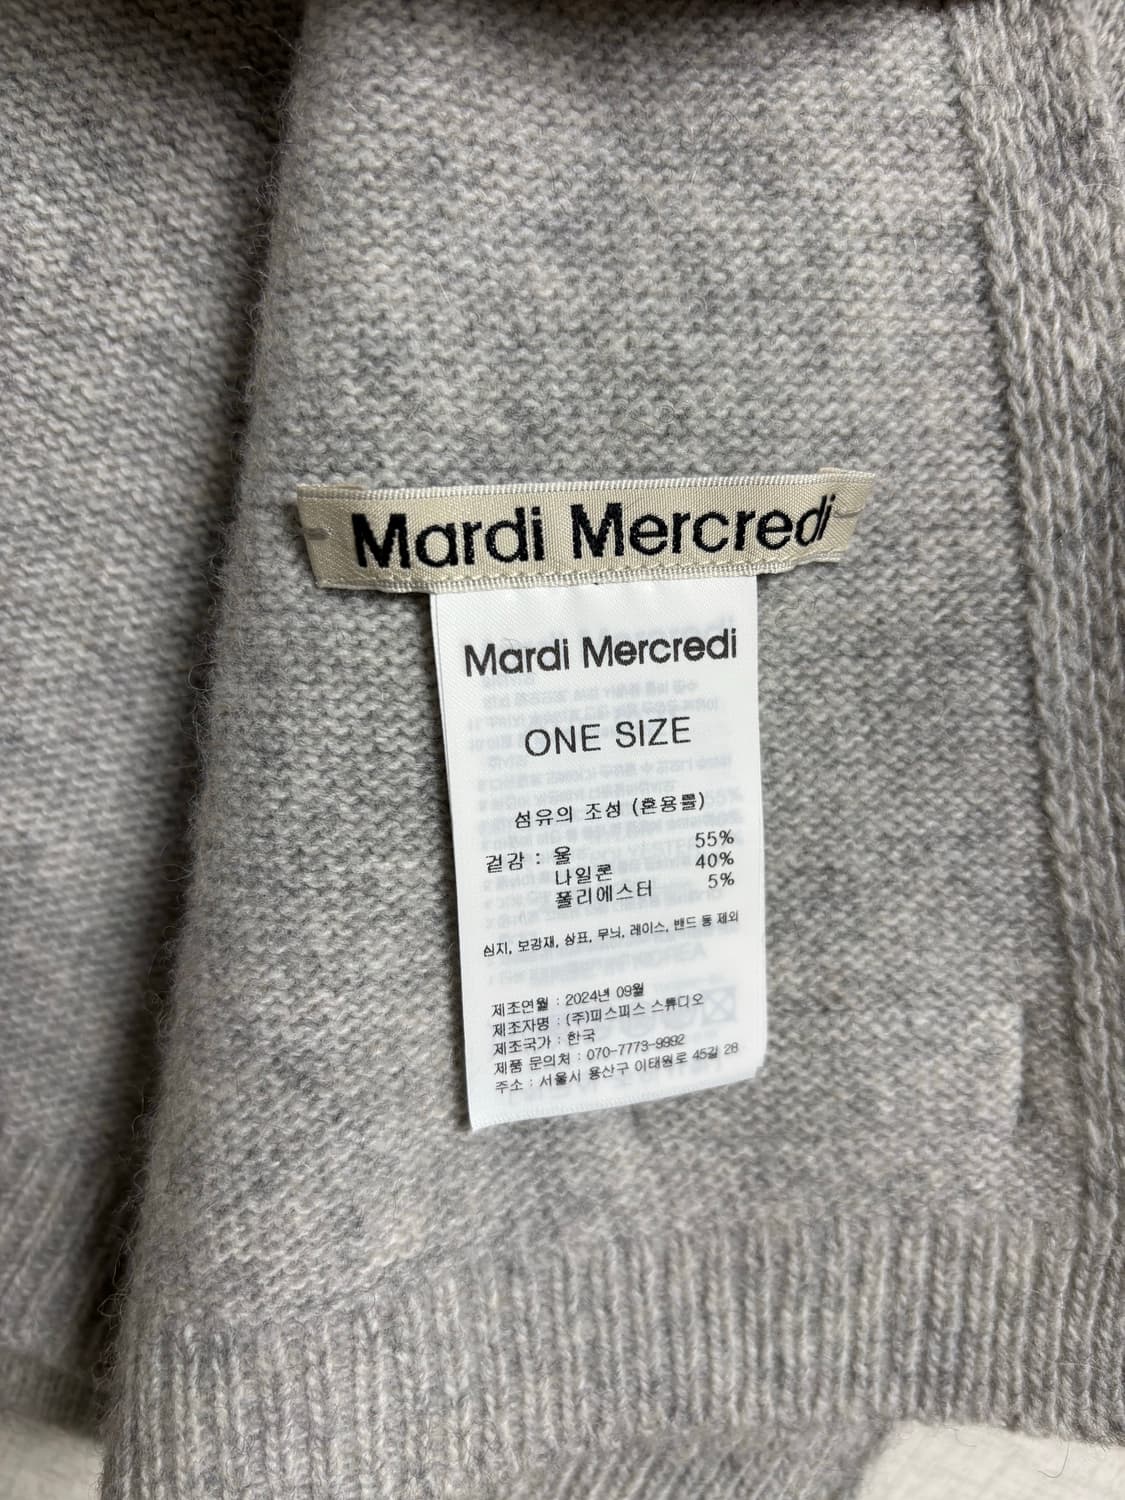 Mardi Mercredi
Mardi Mercredi
ONE SIZE
섬유의 조성 (혼용률)
겉감 : 울 55%
나일론 40%
폴리에스터 5%
심지, 보강재, 상표, 무늬, 레이스, 밴드 등 제외
제조연월 : 2024년 09월
제조자명 : (주)피스피스 스튜디오
제조국가 : 한국
제품 문의처 : 070-7773-9992
주소 : 서울시 용산구 이태원로 45길 28